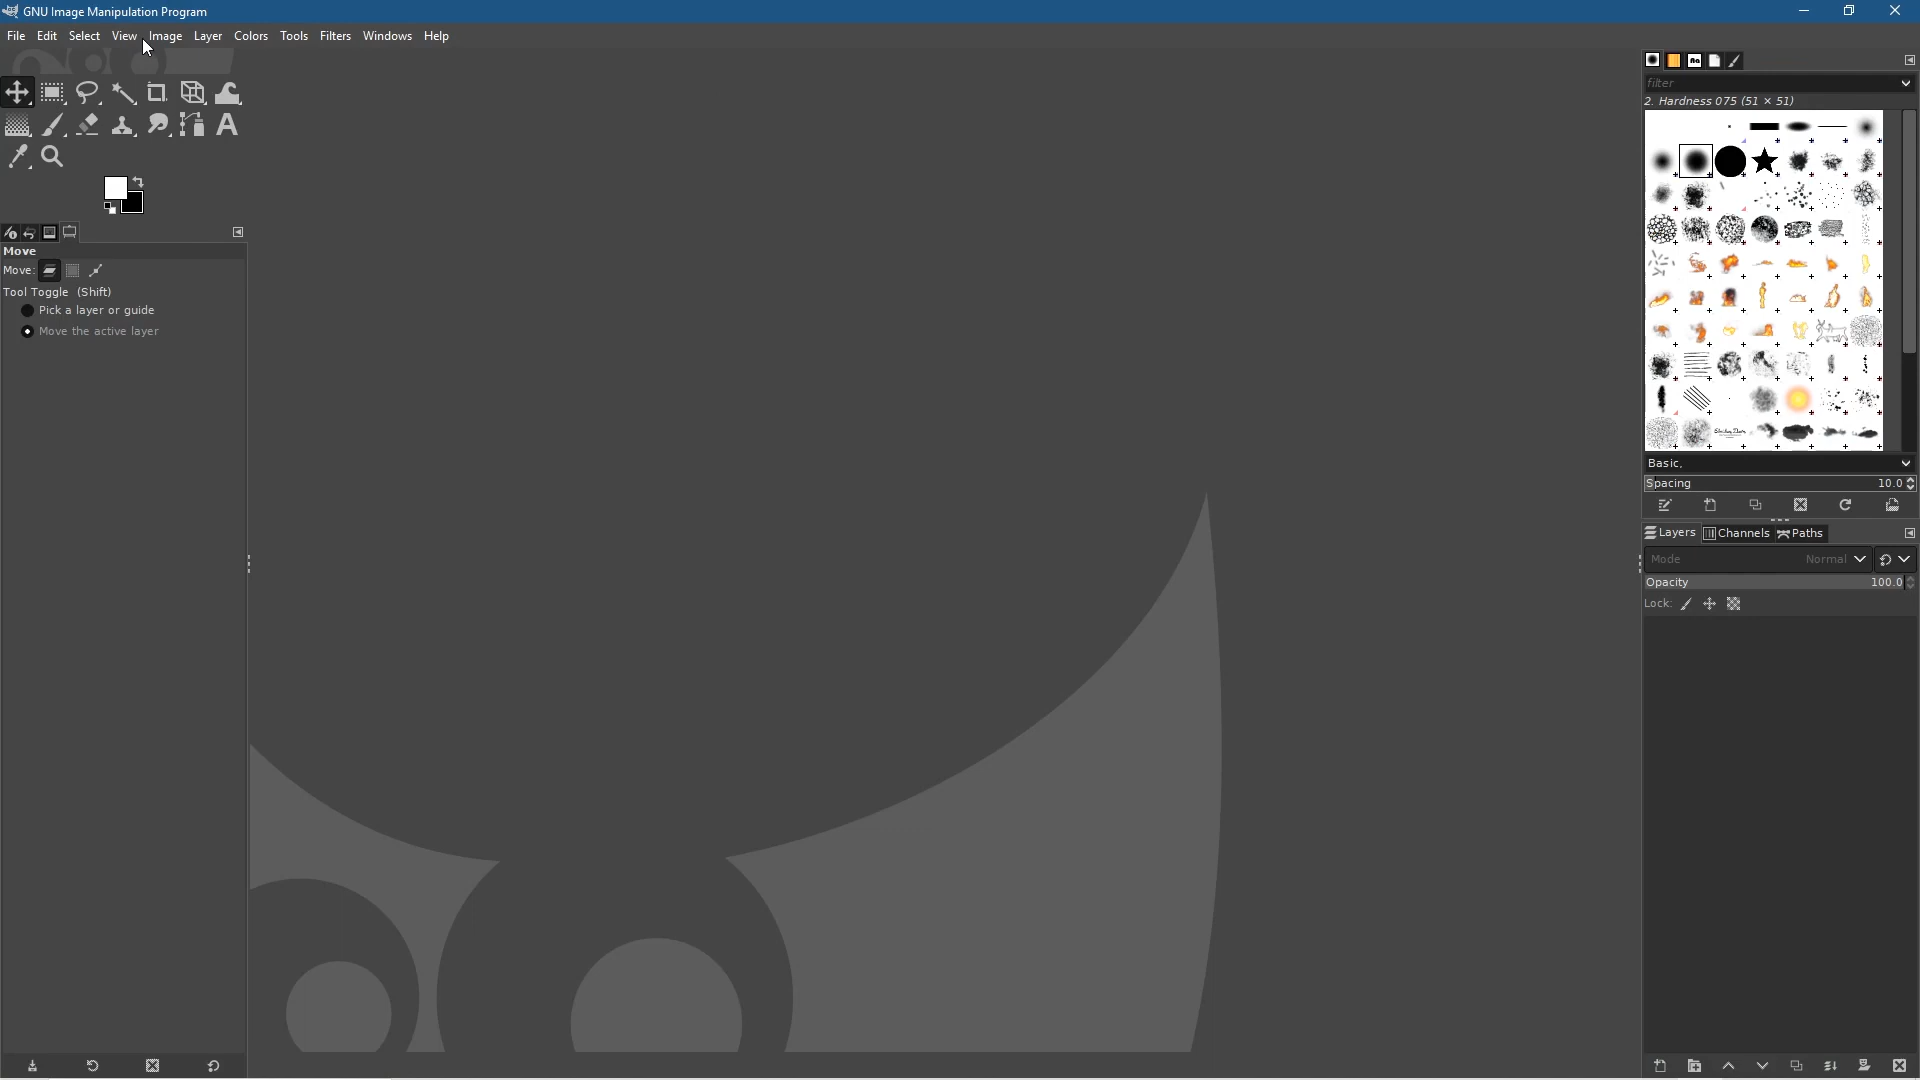 GNU Image Manipulation Program
File Edit Select View Image Layer Colors Tools Filters Windows Help
filter
2. Hardness 075 (51 × 51)
Move
Move:
Tool Toggle (Shift)
Pick a layer or guide
Move the active layer
Basic,
Spacing 10.0
Layers Channels Paths
Mode Normal
Opacity 100.0
Lock: